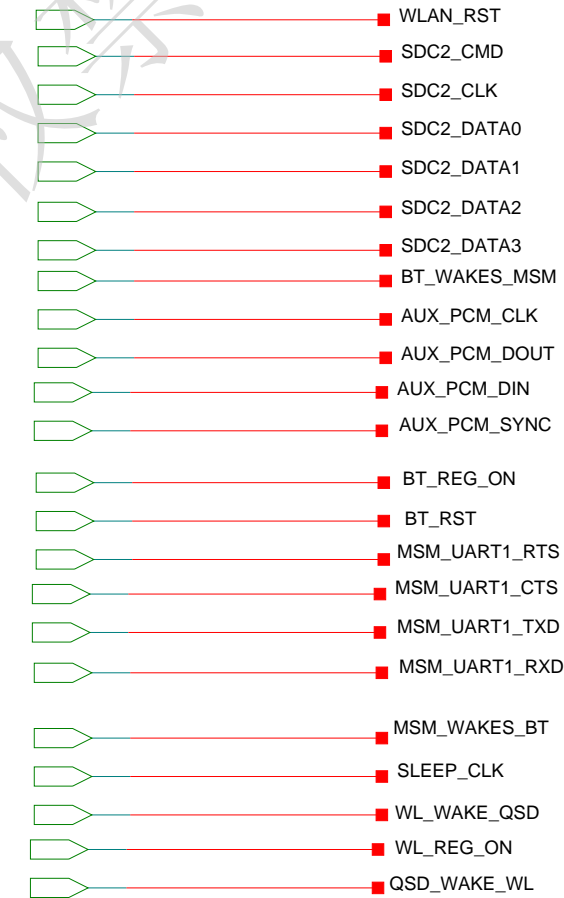 WLAN_RST
SDC2_CMD
SDC2_CLK
SDC2_DATA0
SDC2_DATA1
SDC2_DATA2
SDC2_DATA3
BT_WAKES_MSM
AUX_PCM_CLK
AUX_PCM_DOUT
AUX_PCM_DIN
AUX_PCM_SYNC
BT_REG_ON
BT_RST
MSM_UART1_RTS
MSM_UART1_CTS
MSM_UART1_TXD
MSM_UART1_RXD
MSM_WAKES_BT
SLEEP_CLK
WL_WAKE_QSD
WL_REG_ON
QSD_WAKE_WL